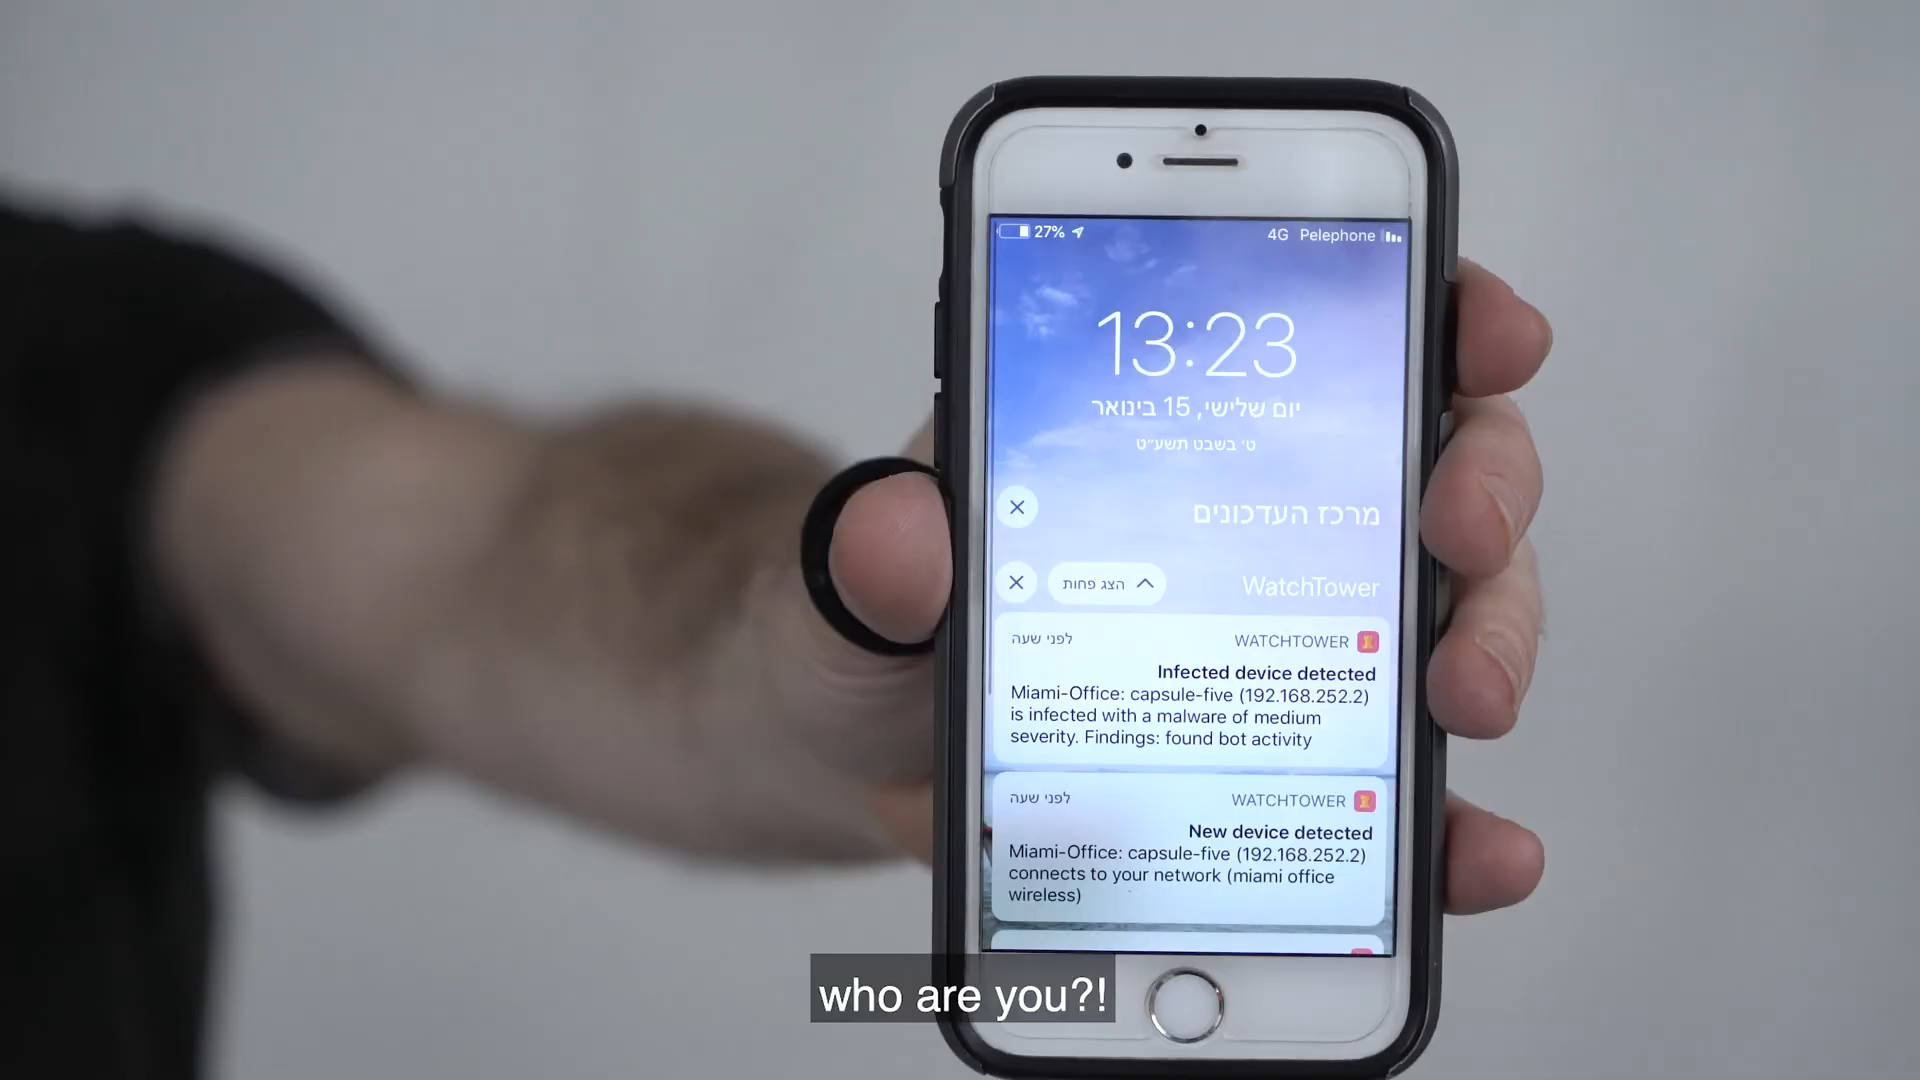 27%
4G Pelephone
13:23
יום שלישי, 15 בינואר
ט׳ בשבט תשע״ט
מרכז העדכונים
הצג פחות
WatchTower
WATCHTOWER
לפני שעה
Infected device detected
Miami-Office: capsule-five (192.168.252.2)
is infected with a malware of medium
severity. Findings: found bot activity
WATCHTOWER
לפני שעה
New device detected
Miami-Office: capsule-five (192.168.252.2)
connects to your network (miami office
wireless)
who are you?!